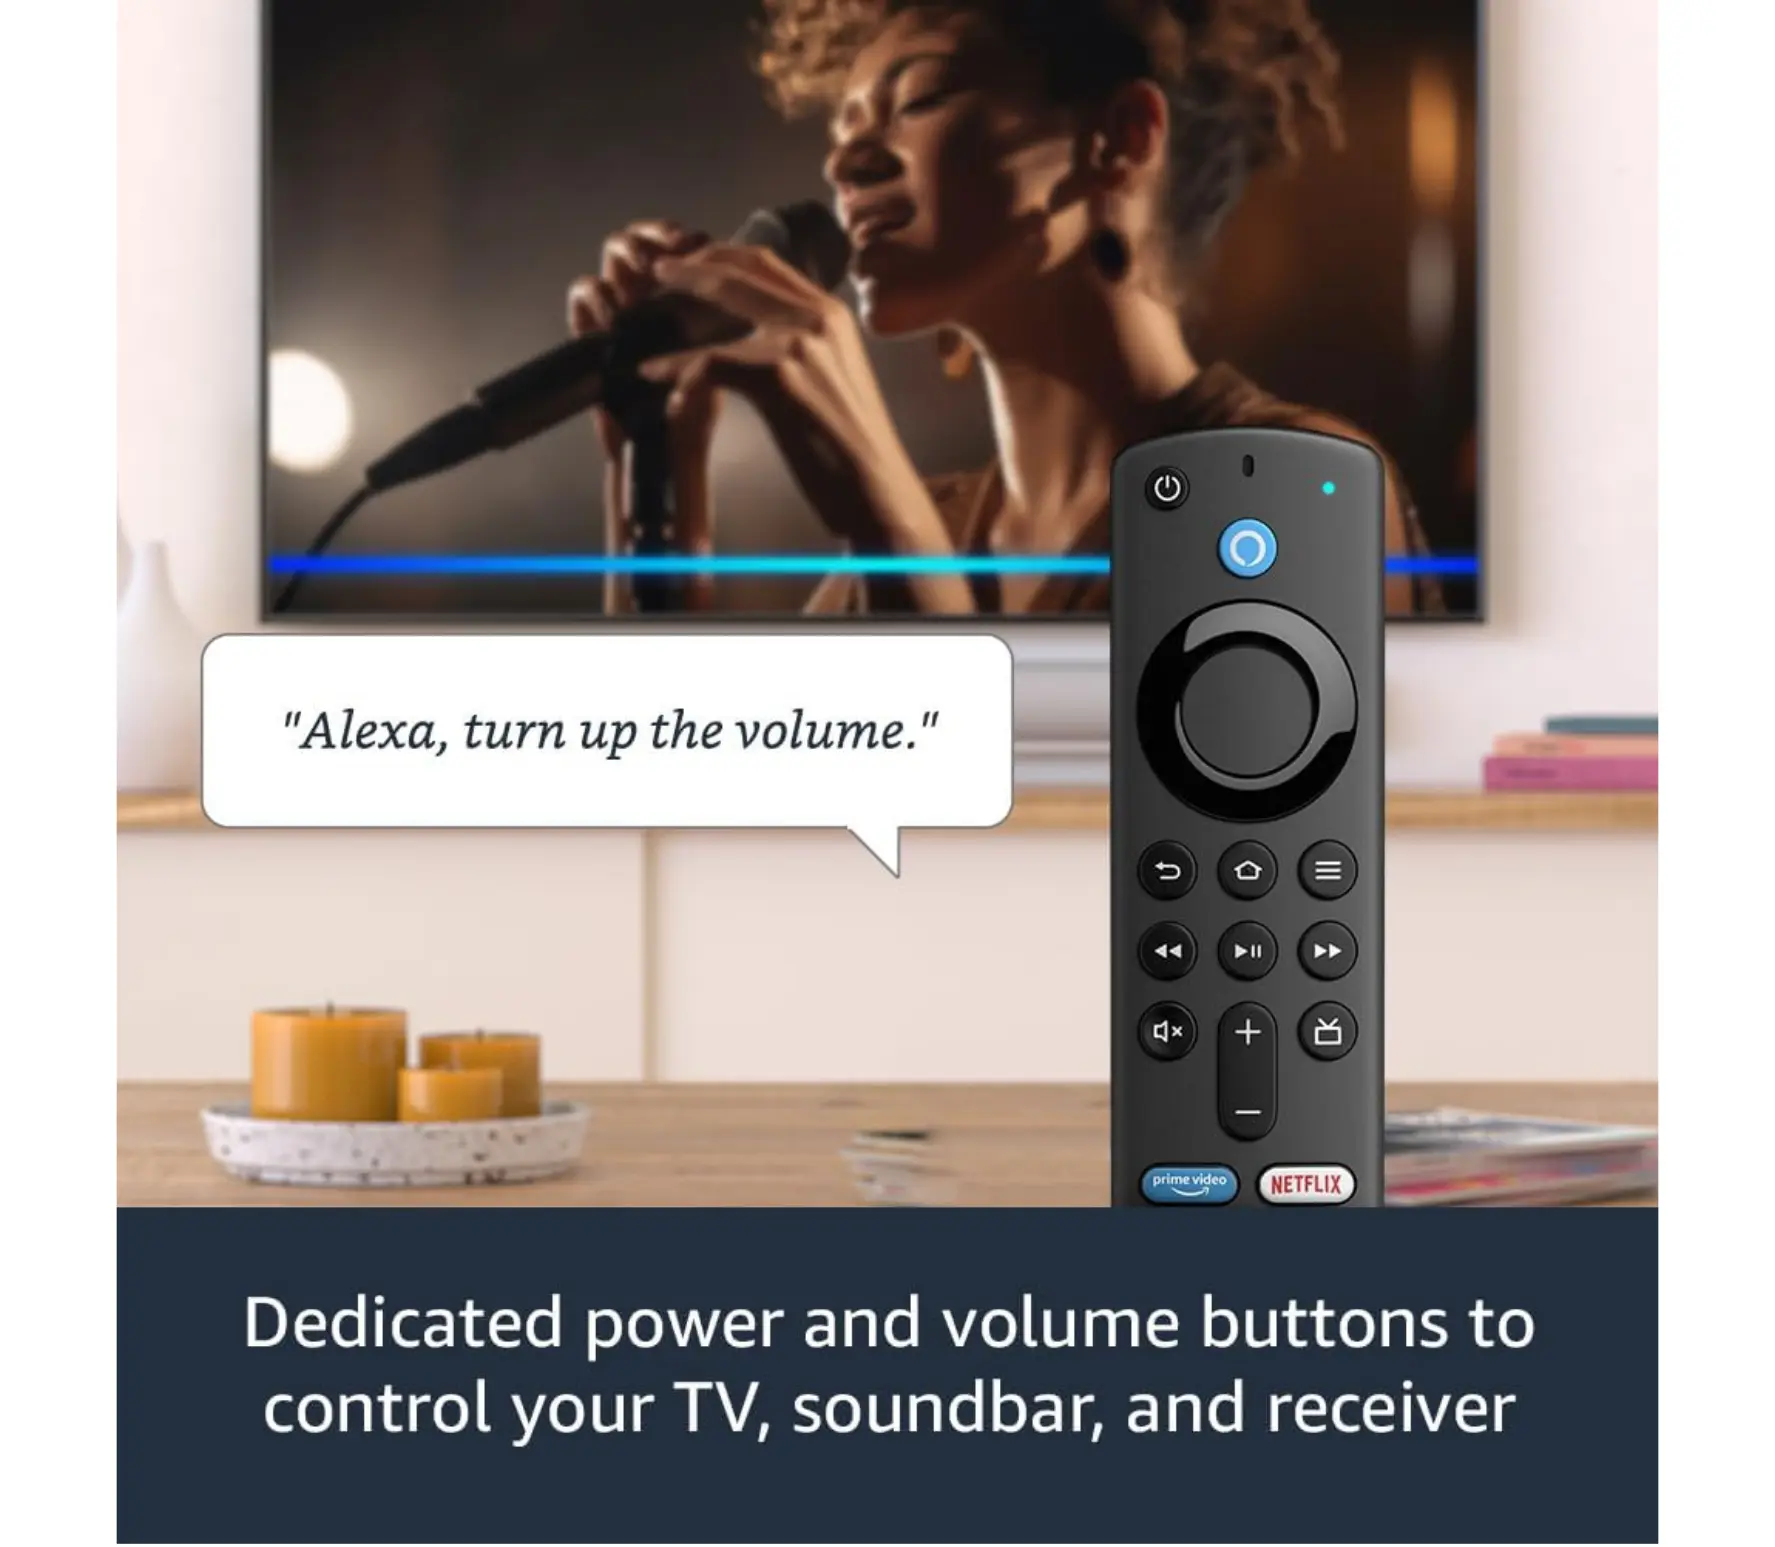 "Alexa, turn up the volume."
prime video
NETFLIX
Dedicated power and volume buttons to
control your TV, soundbar, and receiver